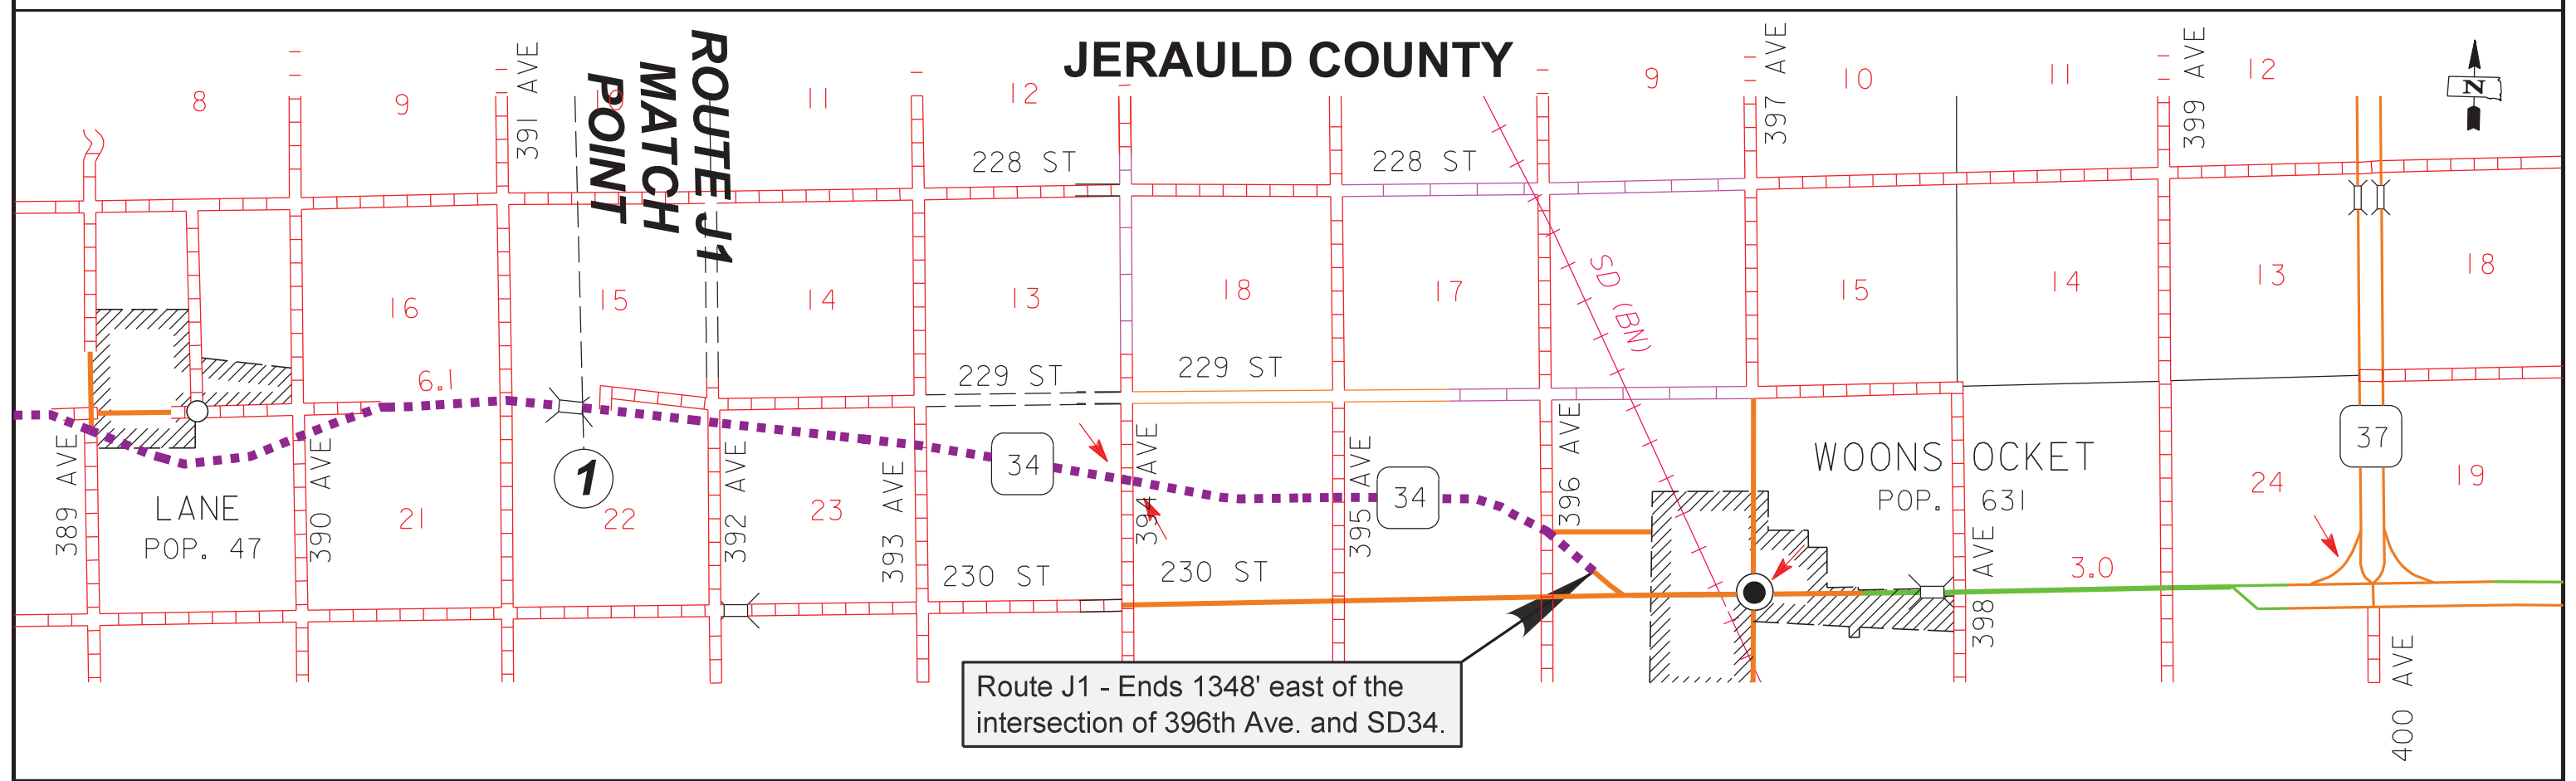 JERAULD COUNTY
ROUTE J1
MATCH
POINT
8
9
391 AVE
10
11
12
9
397 AVE
10
11
399 AVE
12
N
228 ST
228 ST
16
15
14
13
18
17
SD (BN)
15
14
13
18
6.1
229 ST
229 ST
389 AVE
LANE
POP. 47
390 AVE
21
1
22
392 AVE
23
393 AVE
34
394 AVE
395 AVE
34
396 AVE
WOONSOCKET
POP. 631
398 AVE
24
37
19
230 ST
230 ST
3.0
400 AVE
Route J1 - Ends 1348' east of the
intersection of 396th Ave. and SD34.